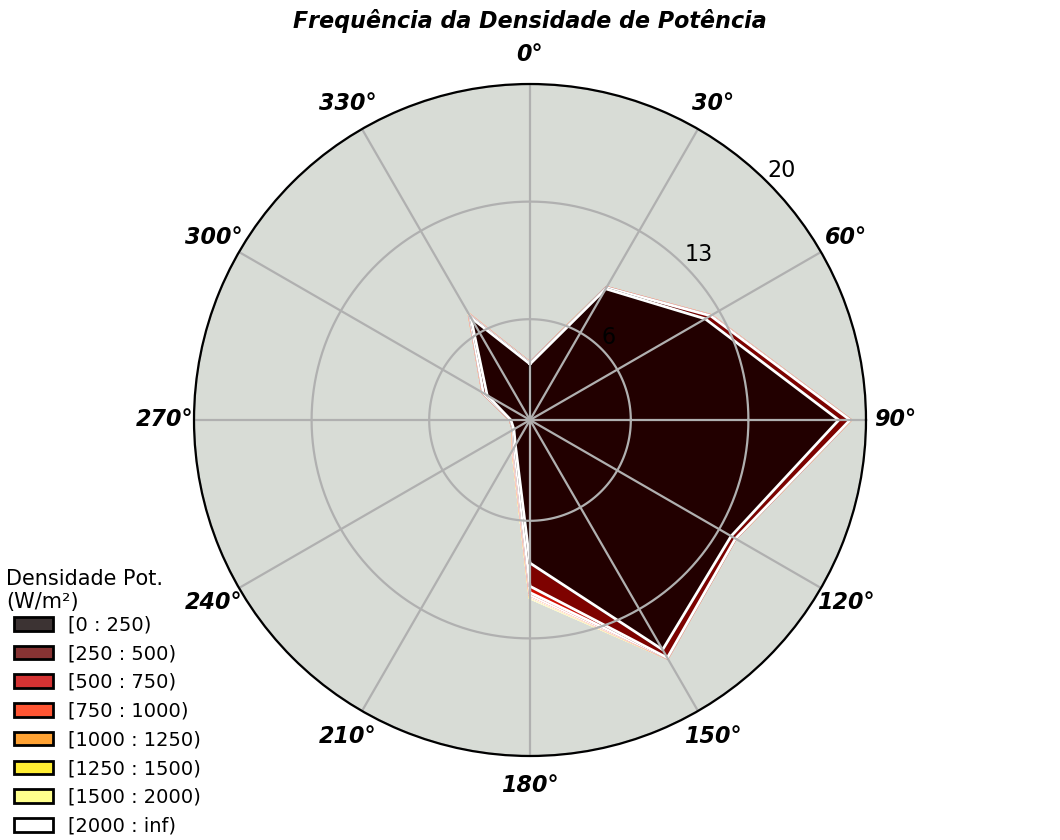 Frequência da Densidade de Potência
0°
30°
60°
90°
120°
150°
180°
210°
240°
270°
300°
330°
6
13
20
Densidade Pot.
(W/m²)
[0 : 250)
[250 : 500)
[500 : 750)
[750 : 1000)
[1000 : 1250)
[1250 : 1500)
[1500 : 2000)
[2000 : inf)